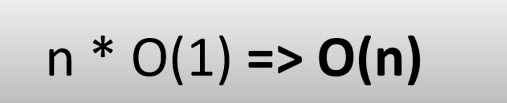 n * O(1) => O(n)